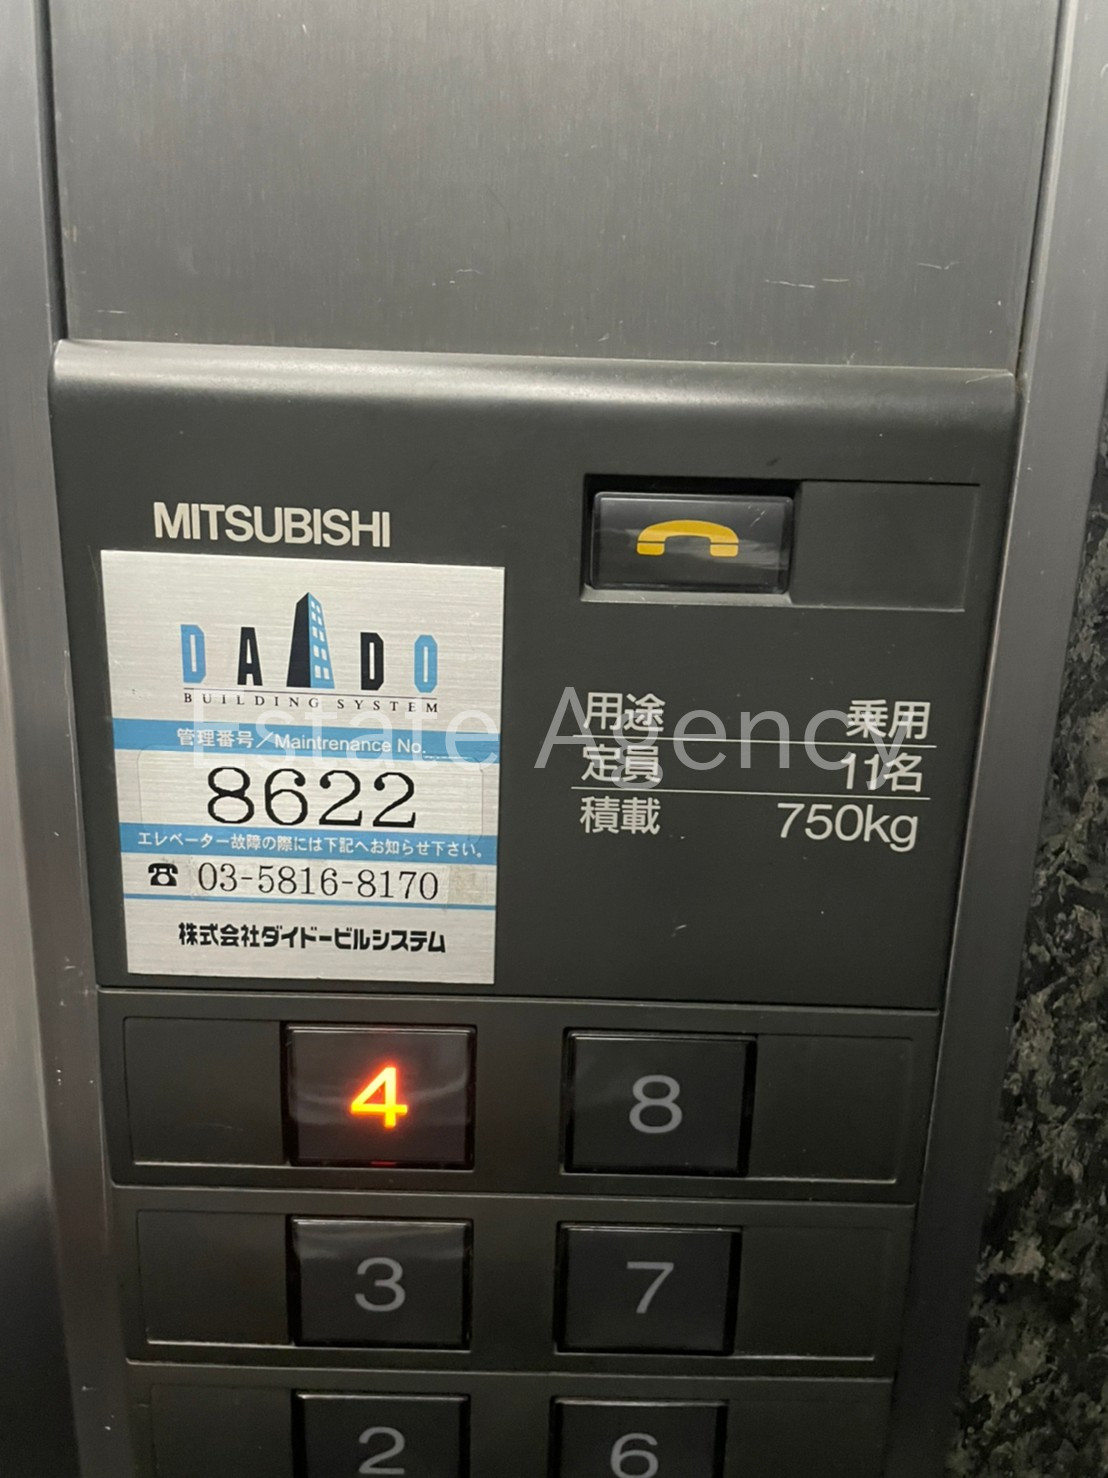 MITSUBISHI
DAIDO
BUILDING SYSTEM
管理番号/Maintrenance No.
8622
エレベーター故障の際には下記へお知らせ下さい。
☎ 03-5816-8170
株式会社ダイドービルシステム
用途 乗用
定員 11名
積載 750kg
Estate Agency
4 8
3 7
2 6